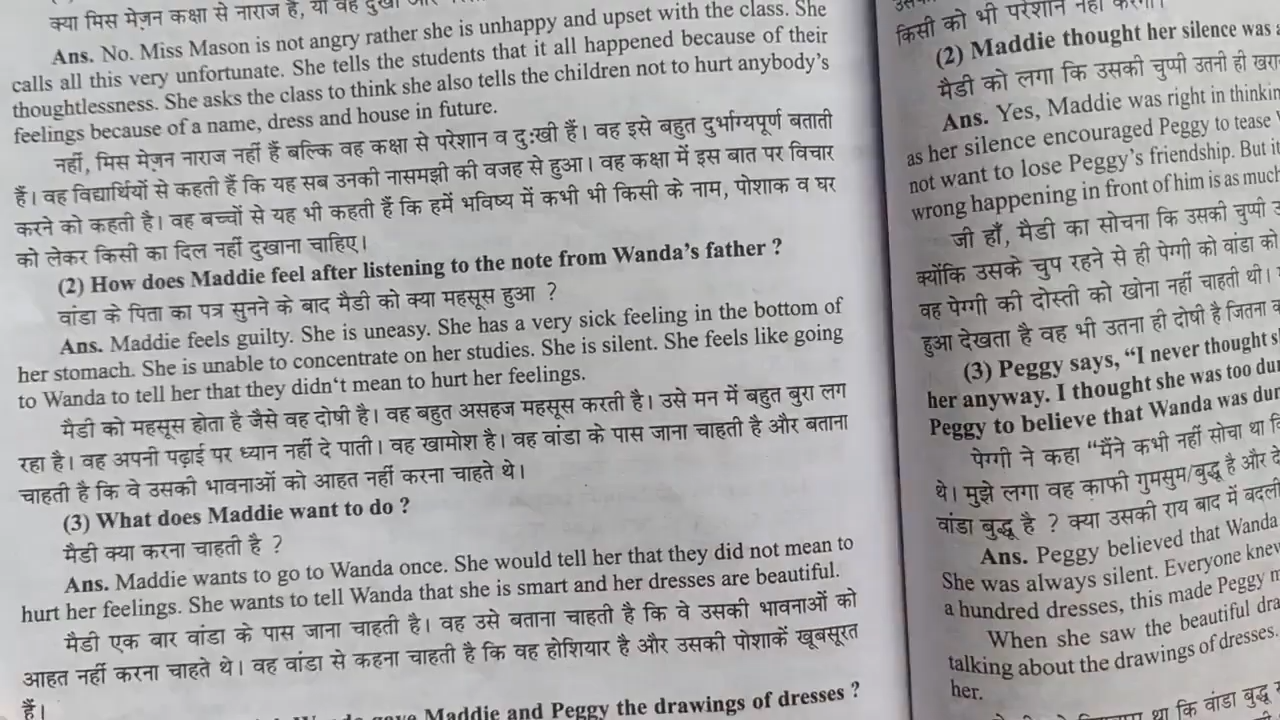 क्या मिस मेज़न कक्षा से नाराज है, या वह दुखी और
Ans. No. Miss Mason is not angry rather she is unhappy and upset with the class. She
calls all this very unfortunate. She tells the students that it all happened because of their
thoughtlessness. She asks the class to think she also tells the children not to hurt anybody's
feelings because of a name, dress and house in future.
नहीं, मिस मेज़न नाराज नहीं हैं बल्कि वह कक्षा से परेशान व दुःखी हैं। वह इसे बहुत दुर्भाग्यपूर्ण बताती
हैं। वह विद्यार्थियों से कहती हैं कि यह सब उनकी नासमझी की वजह से हुआ। वह कक्षा में इस बात पर विचार
करने को कहती है। वह बच्चों से यह भी कहती हैं कि हमें भविष्य में कभी भी किसी के नाम, पोशाक व घर
को लेकर किसी का दिल नहीं दुखाना चाहिए।
(2) How does Maddie feel after listening to the note from Wanda's father ?
वांडा के पिता का पत्र सुनने के बाद मैडी को क्या महसूस हुआ ?
Ans. Maddie feels guilty. She is uneasy. She has a very sick feeling in the bottom of
her stomach. She is unable to concentrate on her studies. She is silent. She feels like going
to Wanda to tell her that they didn't mean to hurt her feelings.
मैडी को महसूस होता है जैसे वह दोषी है। वह बहुत असहज महसूस करती है। उसे मन में बहुत बुरा लग
रहा है। वह अपनी पढ़ाई पर ध्यान नहीं दे पाती। वह खामोश है। वह वांडा के पास जाना चाहती है और बताना
चाहती है कि वे उसकी भावनाओं को आहत नहीं करना चाहते थे।
(3) What does Maddie want to do ?
मैडी क्या करना चाहती है ?
Ans. Maddie wants to go to Wanda once. She would tell her that they did not mean to
hurt her feelings. She wants to tell Wanda that she is smart and her dresses are beautiful.
मैडी एक बार वांडा के पास जाना चाहती है। वह उसे बताना चाहती है कि वे उसकी भावनाओं को
आहत नहीं करना चाहते थे। वह वांडा से कहना चाहती है कि वह होशियार है और उसकी पोशाकें खूबसूरत
हैं।
gave Maddie and Peggy the drawings of dresses ?
किसी को भी परेशान नहीं करेगी।
(2) Maddie thought her silence was
मैडी को लगा कि उसकी चुप्पी उतनी ही
Ans. Yes, Maddie was right in
as her silence encouraged Peggy to tease
not want to lose Peggy's friendship. But it
wrong happening in front of him is as much
जी हाँ, मैडी का सोचना कि उसकी चुप्पी
क्योंकि उसके चुप रहने से ही पेग्गी को वांडा को
वह पेग्गी की दोस्ती को खोना नहीं चाहती थी।
हुआ देखता है वह भी उतना ही दोषी है जितना
(3) Peggy says, “I never thought
her anyway. I thought she was too
Peggy to believe that Wanda was
पेग्गी ने कहा “मैंने कभी नहीं सोचा था
थे। मुझे लगा वह काफी गुमसुम/बुद्धू है और
वांडा बुद्धू है ? क्या उसकी राय बाद में
Ans. Peggy believed that Wanda
She was always silent. Everyone knew
a hundred dresses, this made Peggy
When she saw the beautiful
talking about the drawings of dresses
her.
था कि वांडा बुद्धू